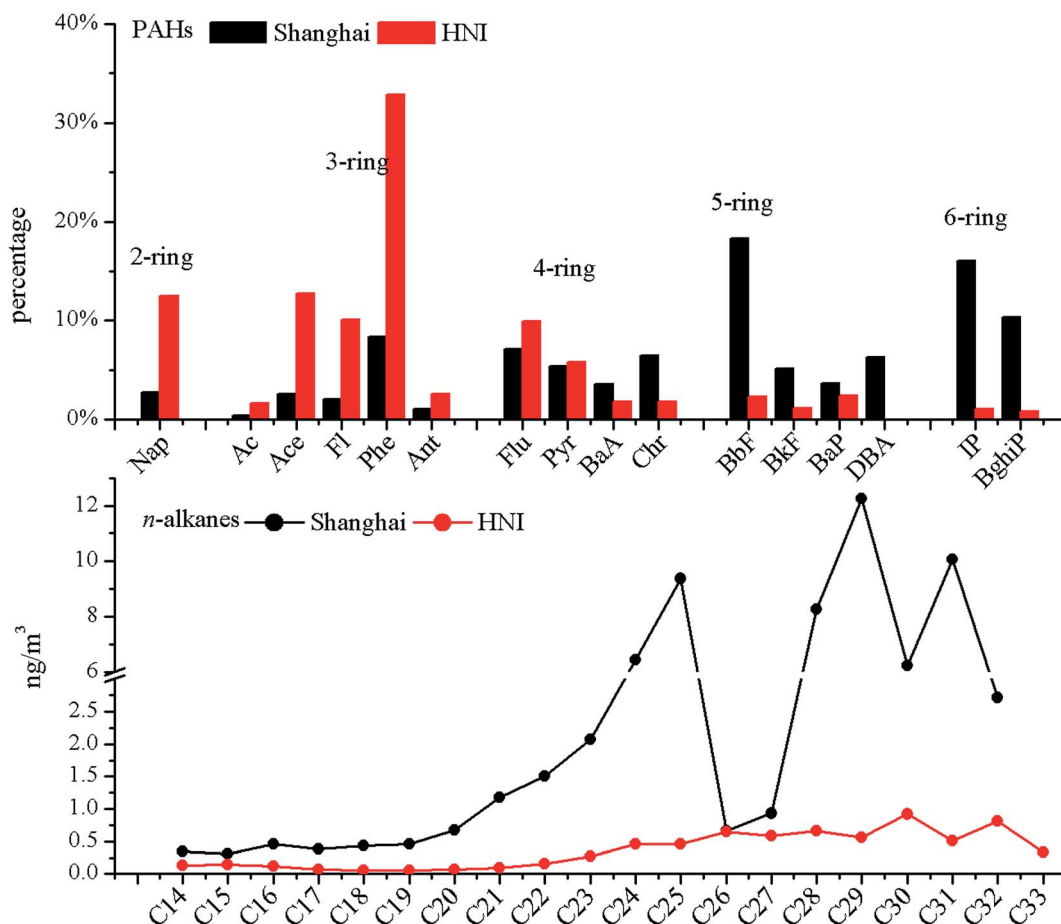 40%
PAHs Shanghai HNI
30%
3-ring
20%
5-ring
6-ring
2-ring
4-ring
percentage
10%
0%
Nap Ac Ace Fl Phe Ant Flu Pyr BaA Chr BbF BkF BaP DBA IP BghiP
12
n-alkanes Shanghai HNI
10
8
6
ng/m³
2.5
2.0
1.5
1.0
0.5
0.0
C14 C15 C16 C17 C18 C19 C20 C21 C22 C23 C24 C25 C26 C27 C28 C29 C30 C31 C32 C33